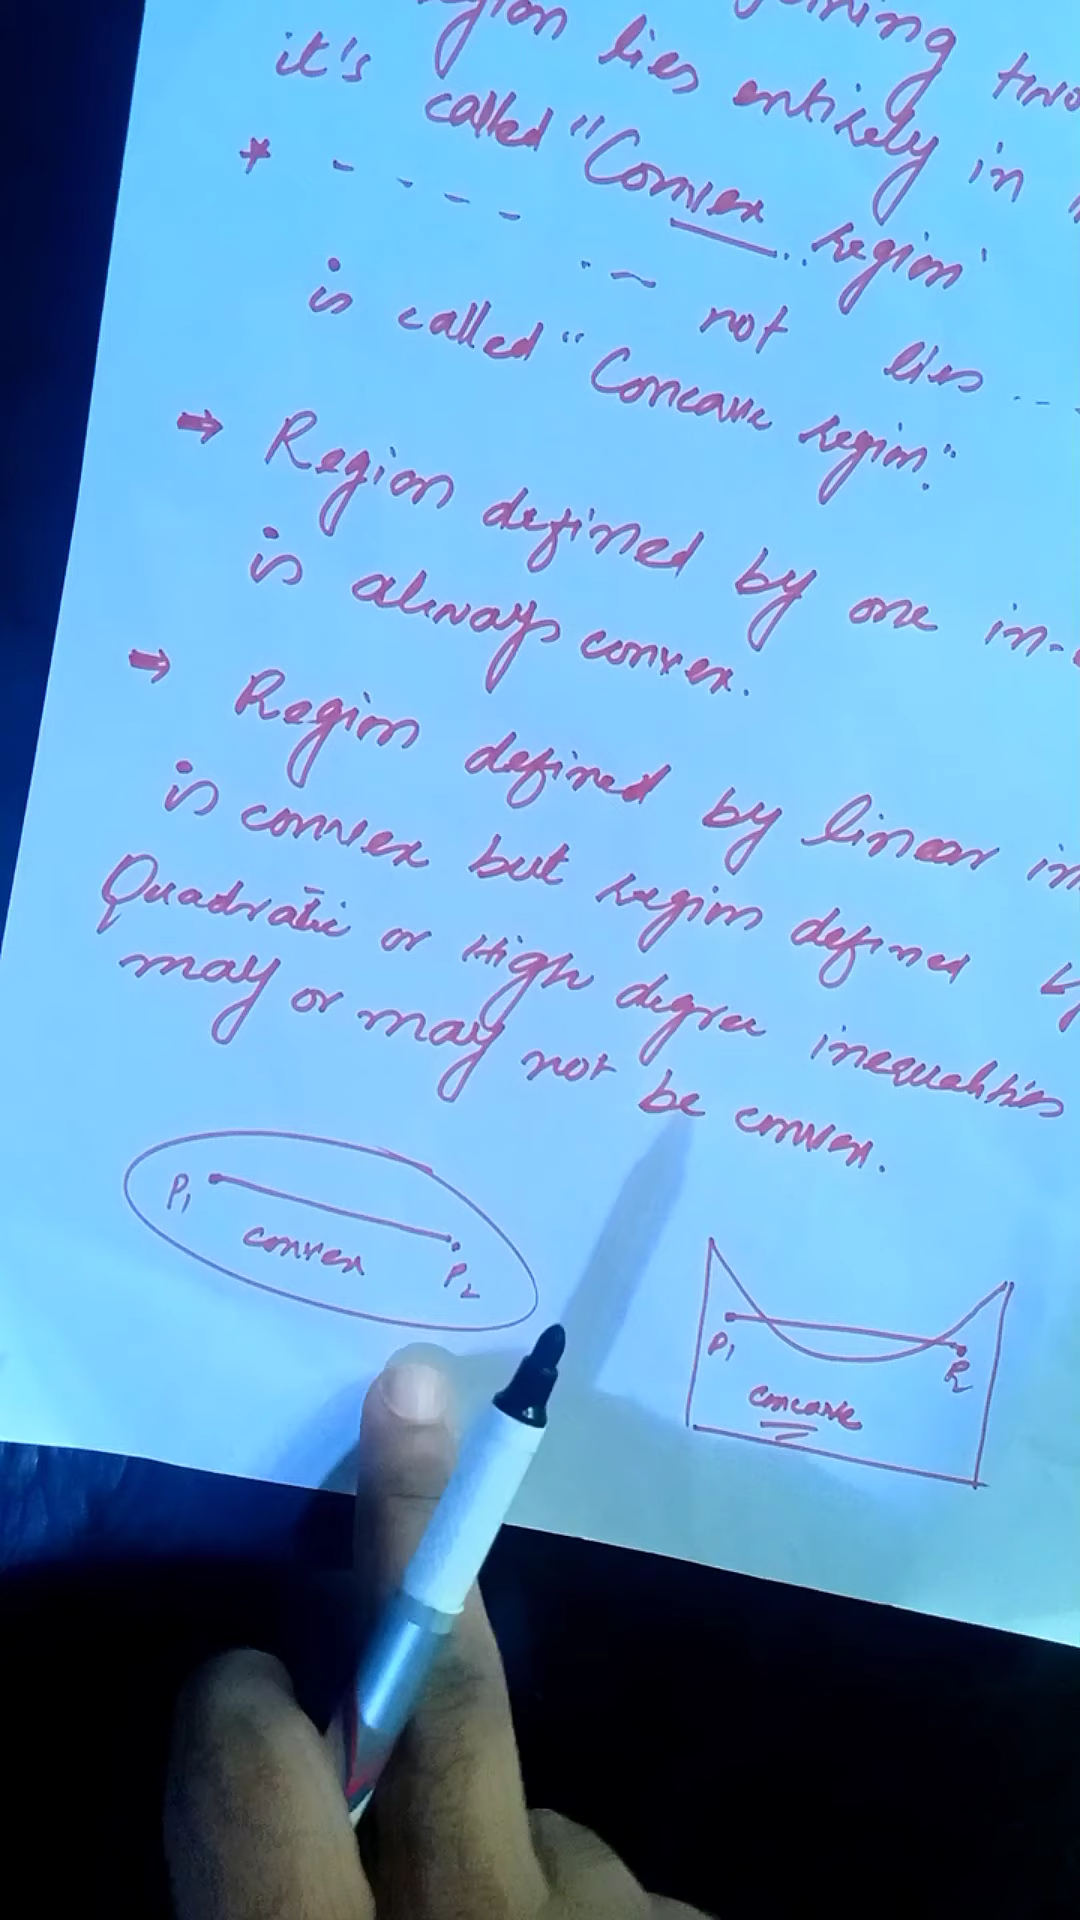 region lies entirely in
it's called "Convex region"
* - - - - - - not lies ---
is called "Concave region".
⇒ Region defined by one in-
is always convex.
⇒ Region defined by linear in
is convex but region defined
Quadratic or High degree inequalities
may or may not be convex.
P1
convex
P2
P1
P2
concave